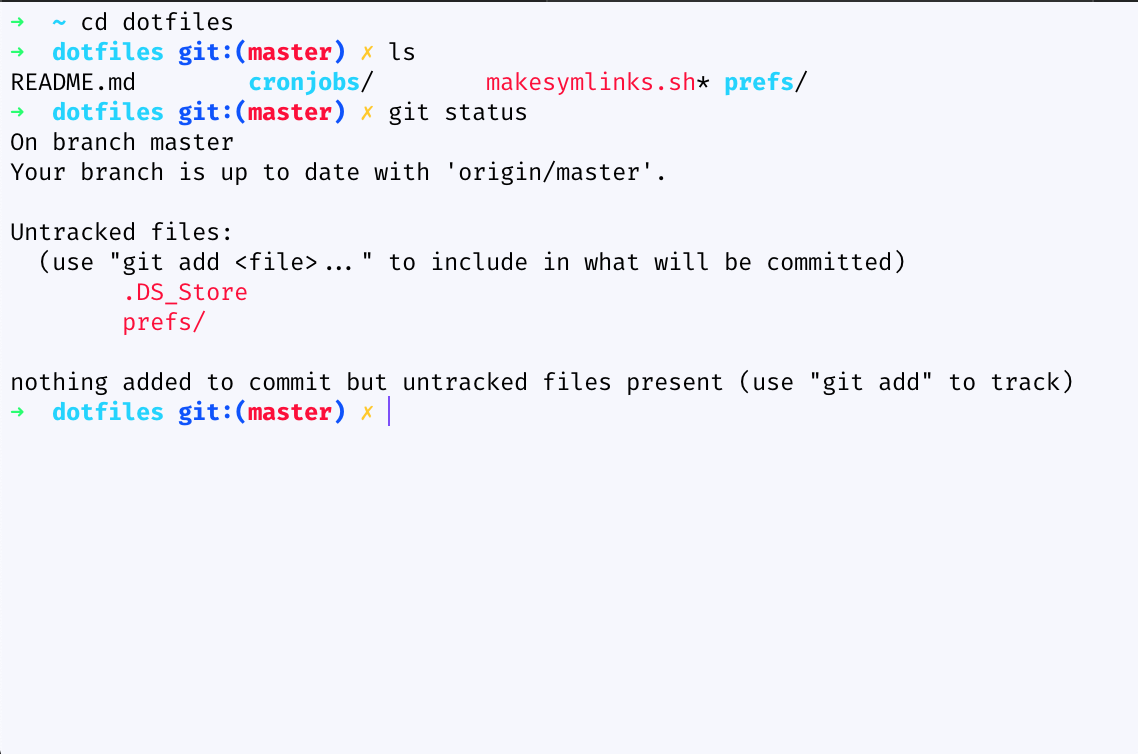 ➜  ~ cd dotfiles
➜  dotfiles git:(master) ✗ ls
README.md        cronjobs/        makesymlinks.sh* prefs/
➜  dotfiles git:(master) ✗ git status
On branch master
Your branch is up to date with 'origin/master'.

Untracked files:
  (use "git add <file>..." to include in what will be committed)
        .DS_Store
        prefs/

nothing added to commit but untracked files present (use "git add" to track)
➜  dotfiles git:(master) ✗